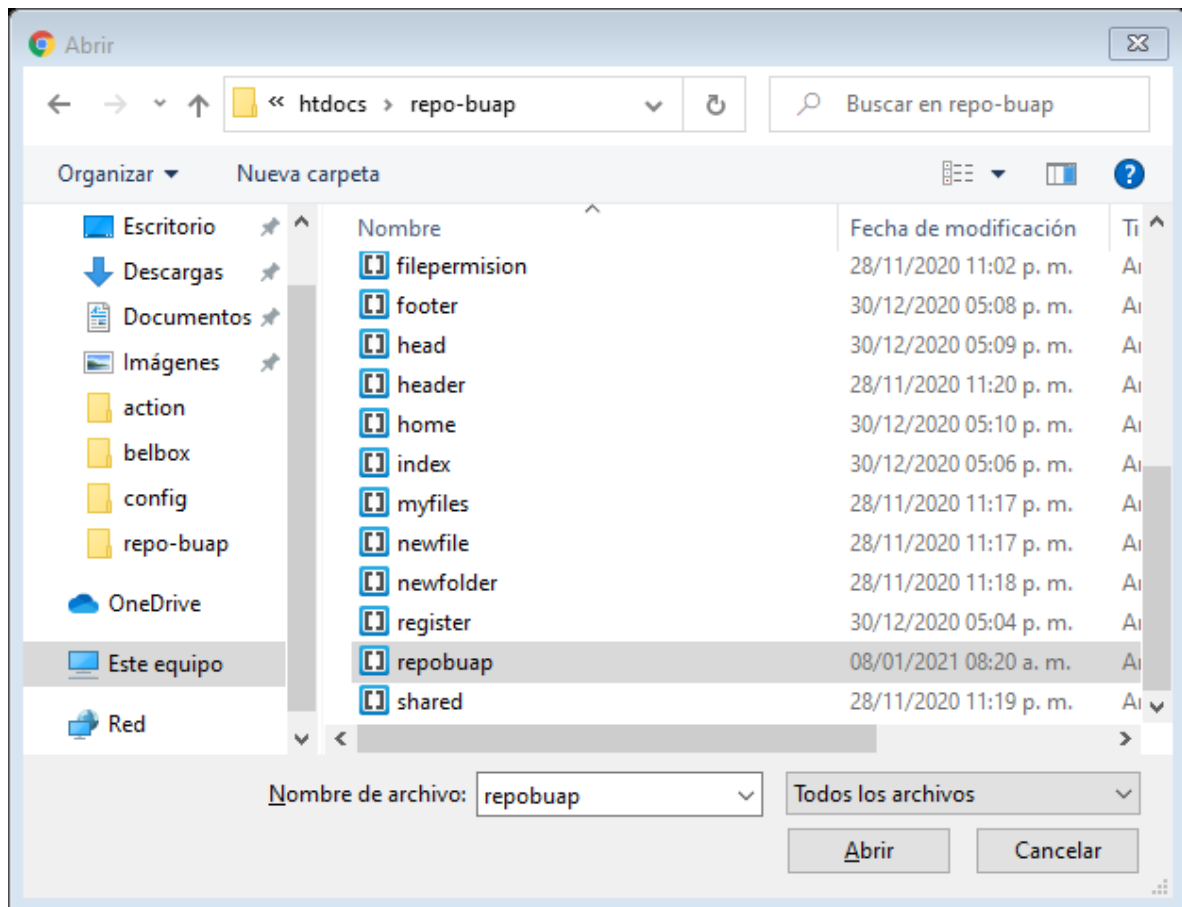 Abrir
« htdocs › repo-buap
Buscar en repo-buap
Organizar
Nueva carpeta
?
Escritorio
Descargas
Documentos
Imágenes
action
belbox
config
repo-buap
OneDrive
Este equipo
Red
Nombre Fecha de modificación Ti
filepermision 28/11/2020 11:02 p. m.
footer 30/12/2020 05:08 p. m.
head 30/12/2020 05:09 p. m.
header 28/11/2020 11:20 p. m.
home 30/12/2020 05:10 p. m.
index 30/12/2020 05:06 p. m.
myfiles 28/11/2020 11:17 p. m.
newfile 28/11/2020 11:17 p. m.
newfolder 28/11/2020 11:18 p. m.
register 30/12/2020 05:04 p. m.
repobuap 08/01/2021 08:20 a. m.
shared 28/11/2020 11:19 p. m.
Nombre de archivo: repobuap
Todos los archivos
Abrir
Cancelar